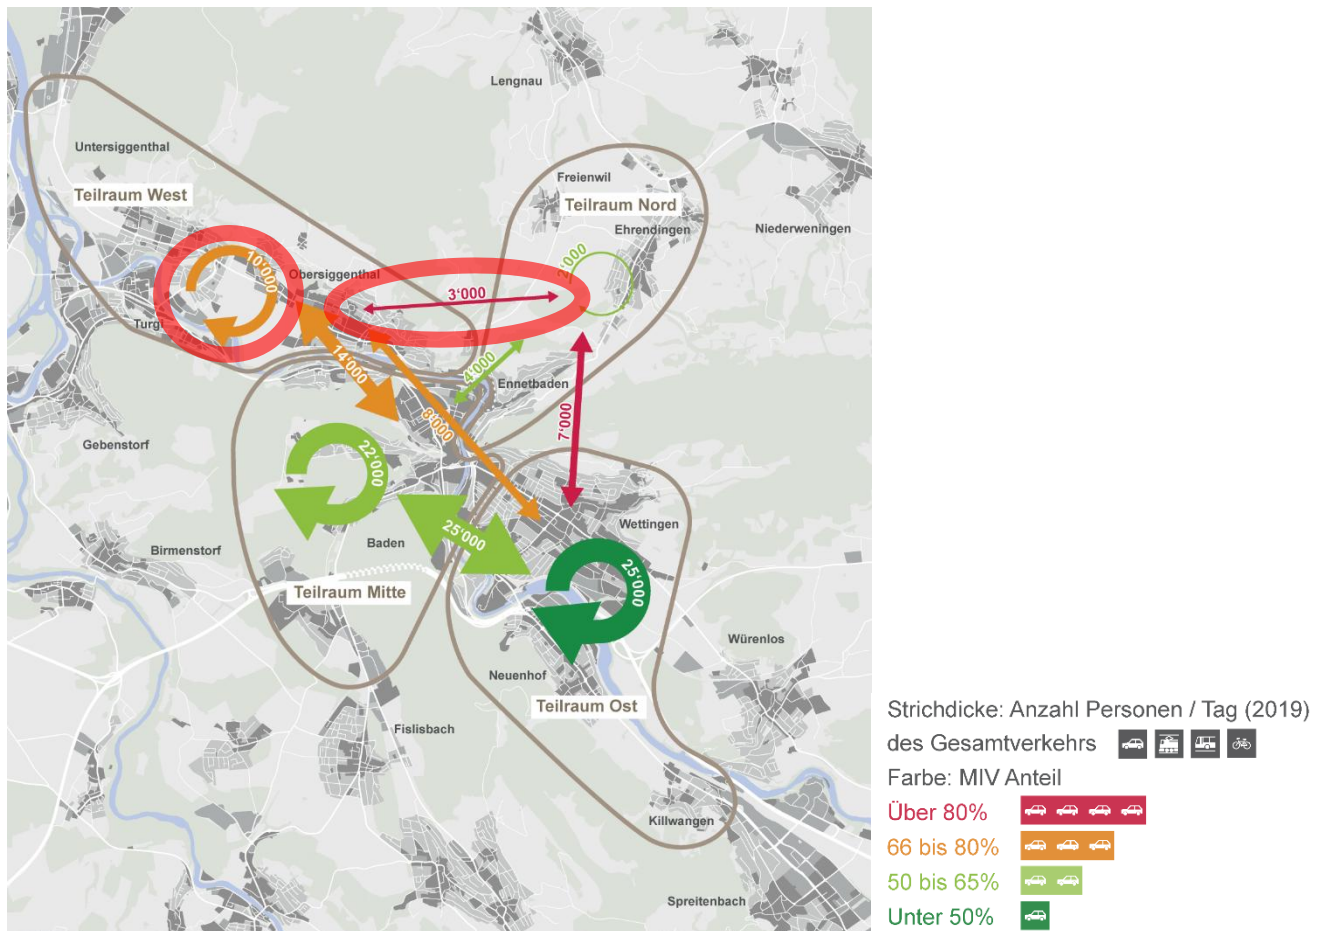 Lengnau
Untersiggenthal
Teilraum West
Freienwil
Teilraum Nord
Ehrendingen
Niederweningen
10'000
Obersiggenthal
2'000
3'000
Turgi
14'000
4'000
Ennetbaden
8'000
7'000
Gebenstorf
22'000
Wettingen
25'000
Baden
Birmenstorf
25'000
Teilraum Mitte
Würenlos
Neuenhof
Teilraum Ost
Fislisbach
Killwangen
Spreitenbach
Strichdicke: Anzahl Personen / Tag (2019)
des Gesamtverkehrs
Farbe: MIV Anteil
Über 80%
66 bis 80%
50 bis 65%
Unter 50%